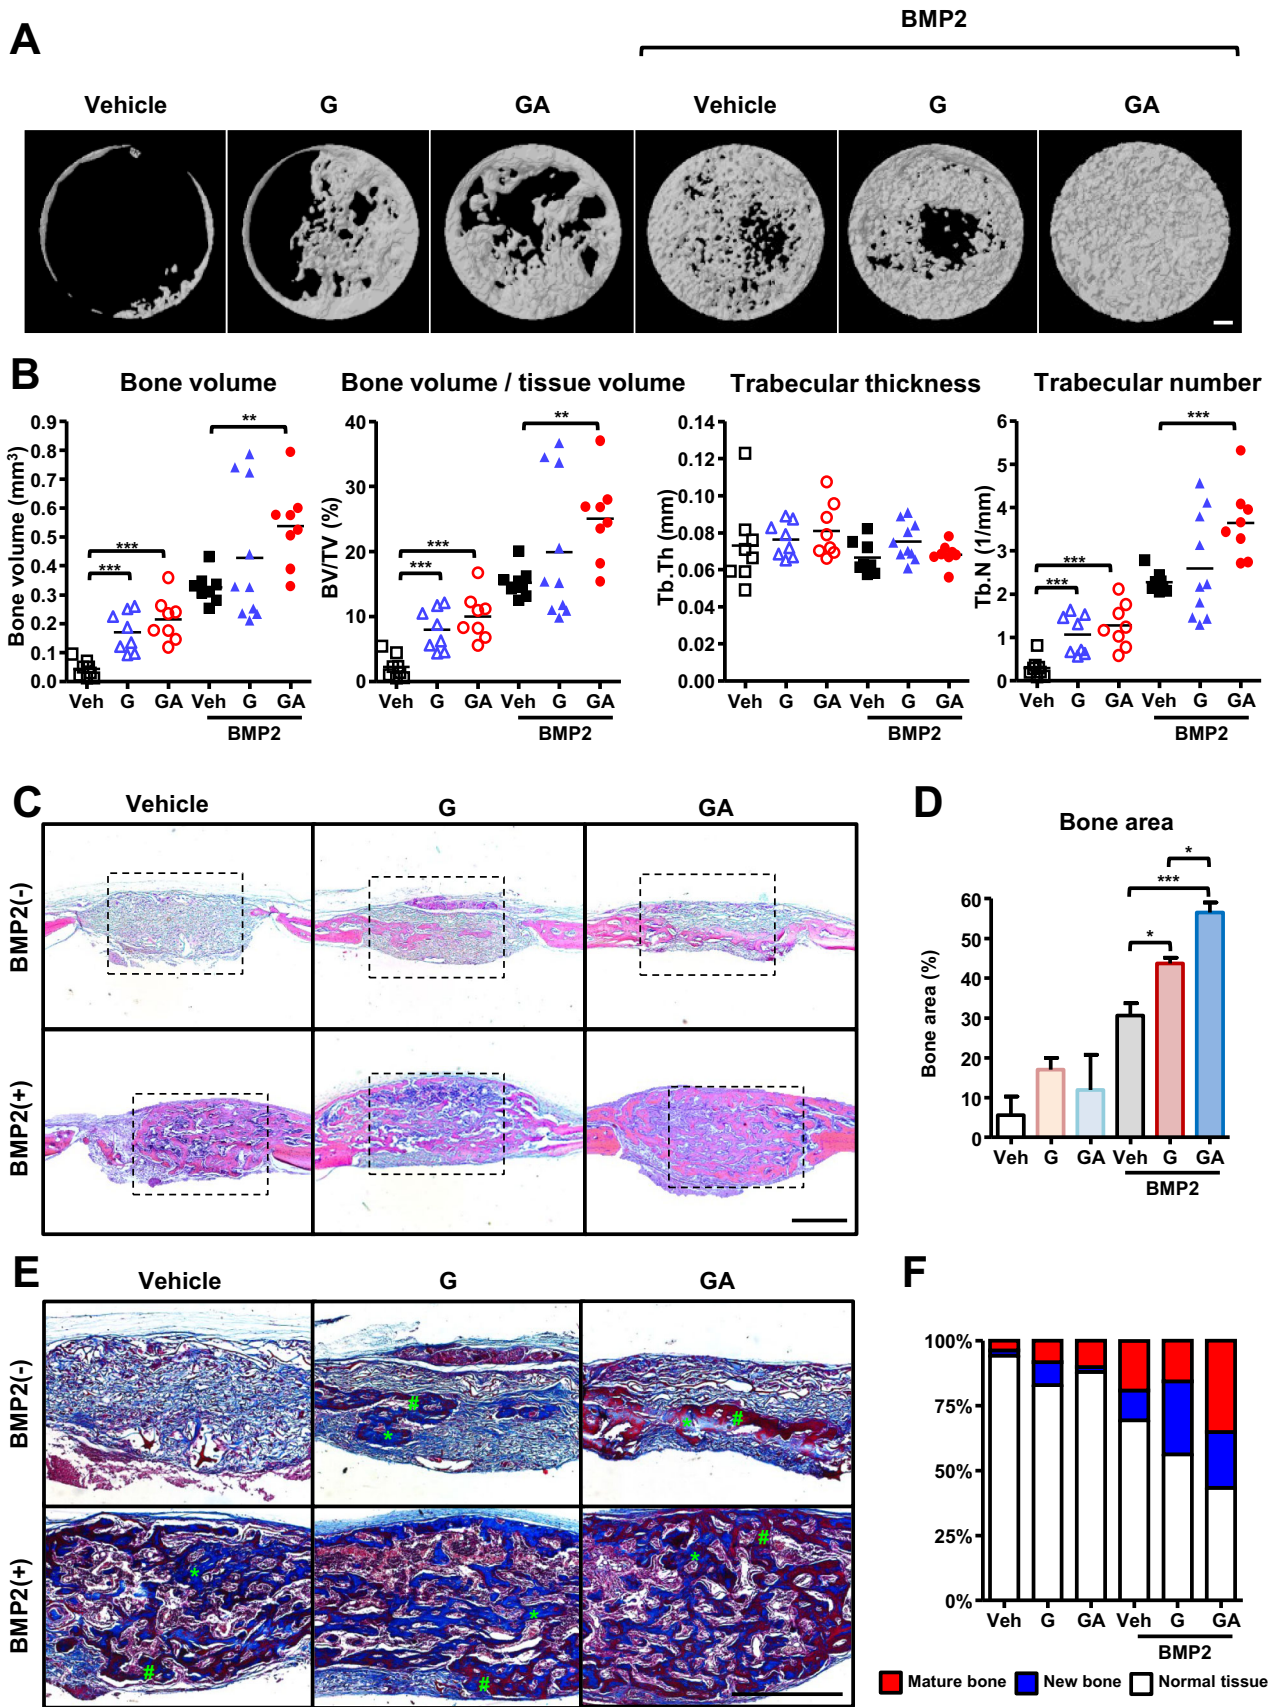 BMP2
A
Vehicle G GA Vehicle G GA
B
Bone volume
Bone volume / tissue volume
Trabecular thickness
Trabecular number
Bone volume (mm³)
0.9
0.8
0.7
0.6
0.5
0.4
0.3
0.2
0.1
0.0
***
***
**
Veh G GA Veh G GA
BMP2
BV/TV (%)
40
30
20
10
0
***
***
**
Veh G GA Veh G GA
BMP2
Tb.Th (mm)
0.14
0.12
0.10
0.08
0.06
0.04
0.02
0.00
Veh G GA Veh G GA
BMP2
Tb.N (1/mm)
6
5
4
3
2
1
0
***
***
***
Veh G GA Veh G GA
BMP2
C
Vehicle G GA
BMP2(-)
BMP2(+)
D
Bone area
Bone area (%)
60
50
40
30
20
10
0
*
***
*
Veh G GA Veh G GA
BMP2
E
Vehicle G GA
BMP2(-)
#
*
#
*
BMP2(+)
*
#
*
#
#
*
F
100%
75%
50%
25%
0%
Veh G GA Veh G GA
BMP2
Mature bone New bone Normal tissue